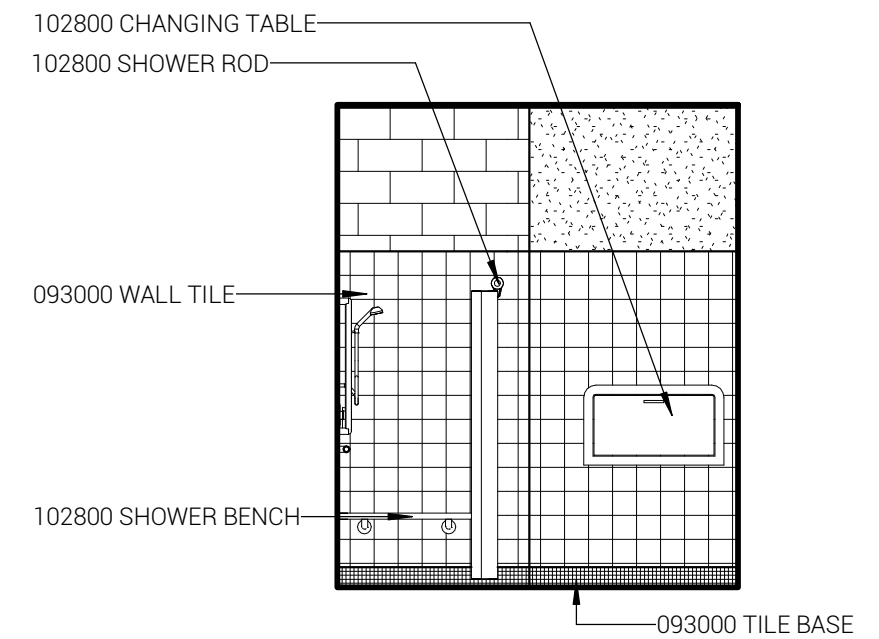 102800 CHANGING TABLE
102800 SHOWER ROD
093000 WALL TILE
102800 SHOWER BENCH
093000 TILE BASE